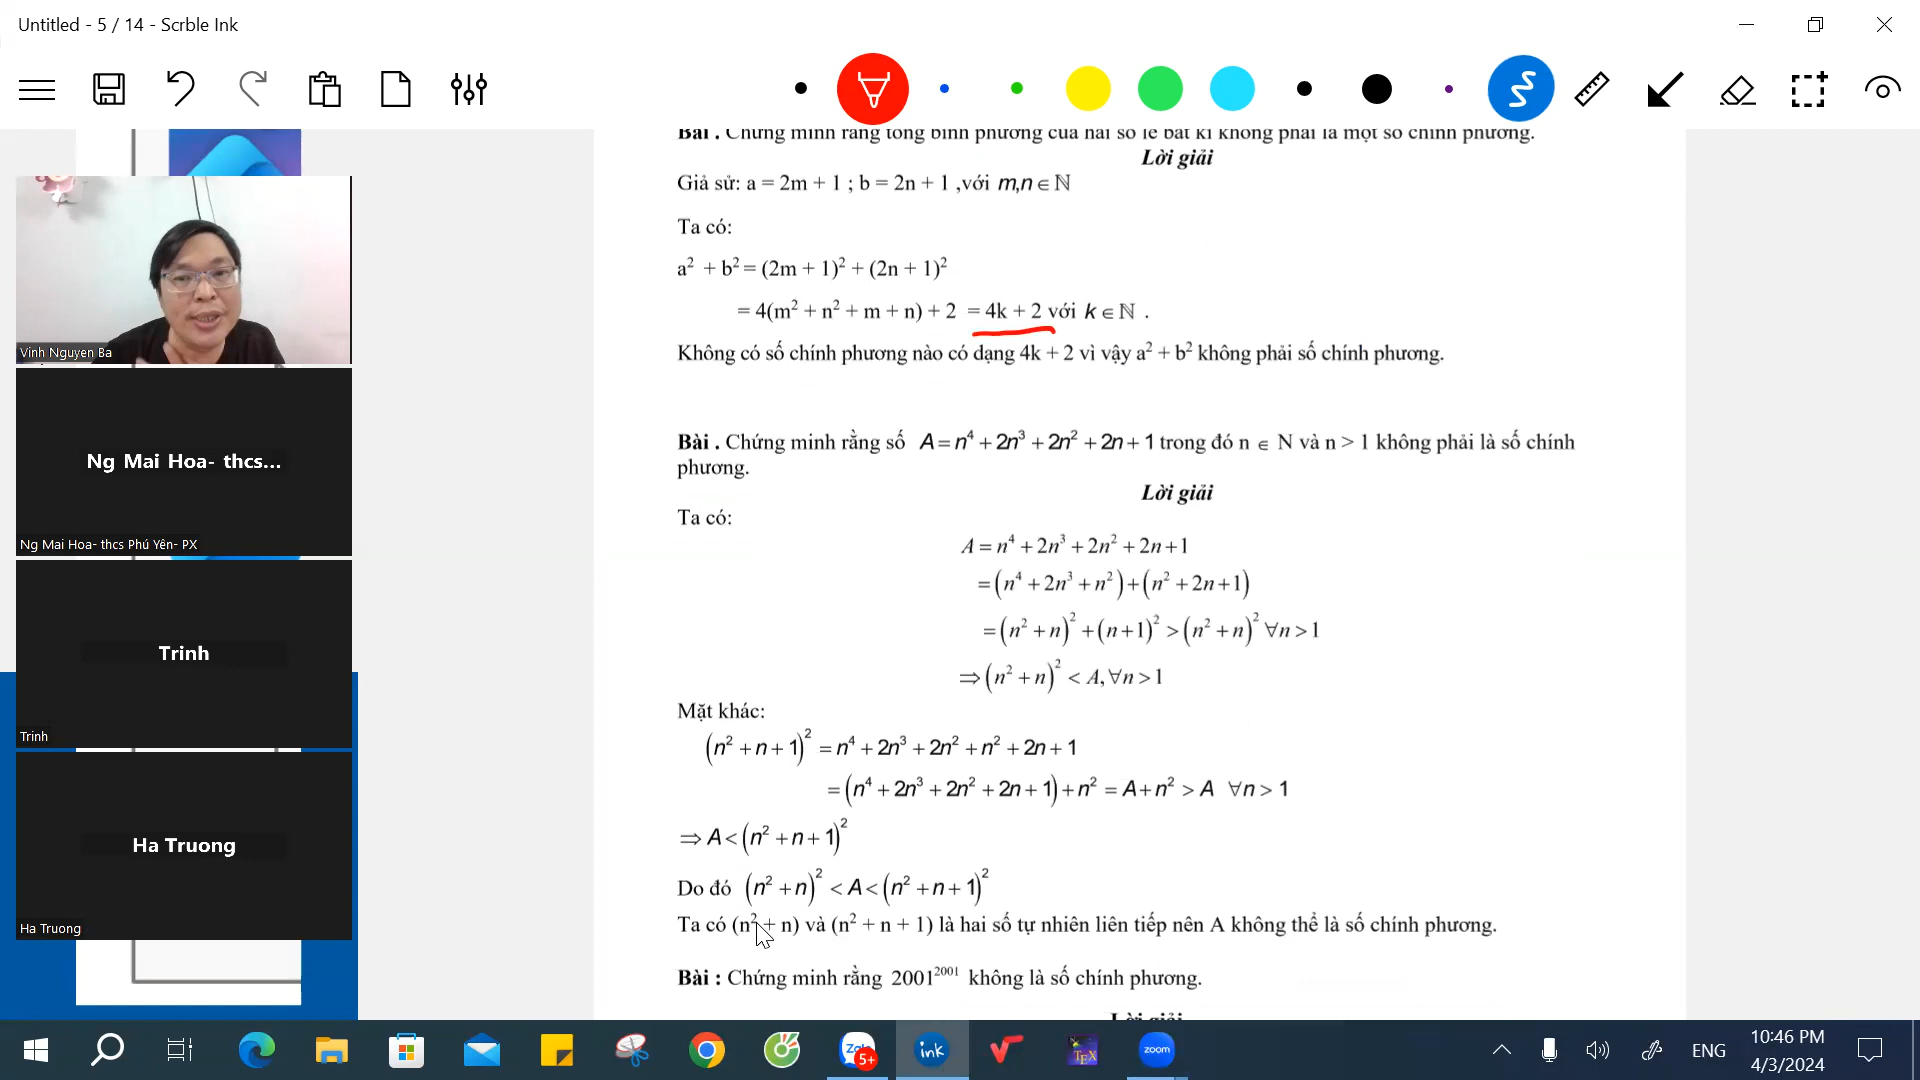 Untitled - 5 / 14 - Scrble Ink
Bài . Chứng minh rằng tổng bình phương của hai số lẻ bất kì không phải là một số chính phương.
Lời giải
Giả sử: a = 2m + 1 ; b = 2n + 1 ,với m,n ∈ ℕ
Ta có:
a² + b² = (2m + 1)² + (2n + 1)²
= 4(m² + n² + m + n) + 2 = 4k + 2 với k ∈ ℕ .
Không có số chính phương nào có dạng 4k + 2 vì vậy a² + b² không phải số chính phương.
Bài . Chứng minh rằng số A = n⁴ + 2n³ + 2n² + 2n + 1 trong đó n ∈ N và n > 1 không phải là số chính
phương.
Lời giải
Ta có:
A = n⁴ + 2n³ + 2n² + 2n + 1
= (n⁴ + 2n³ + n²) + (n² + 2n + 1)
= (n² + n)² + (n + 1)² > (n² + n)² ∀n > 1
⇒ (n² + n)² < A, ∀n > 1
Mặt khác:
(n² + n + 1)² = n⁴ + 2n³ + 2n² + n² + 2n + 1
= (n⁴ + 2n³ + 2n² + 2n + 1) + n² = A + n² > A ∀n > 1
⇒ A < (n² + n + 1)²
Do đó (n² + n)² < A < (n² + n + 1)²
Ta có (n² + n) và (n² + n + 1) là hai số tự nhiên liên tiếp nên A không thể là số chính phương.
Bài : Chứng minh rằng 2001²⁰⁰¹ không là số chính phương.
Lời giải
Vinh Nguyen Ba
Ng Mai Hoa- thcs...
Ng Mai Hoa- thcs Phú Yên- PX
Trinh
Trinh
Ha Truong
Ha Truong
Zalo
5+
ink
TEX
zoom
ENG
10:46 PM
4/3/2024